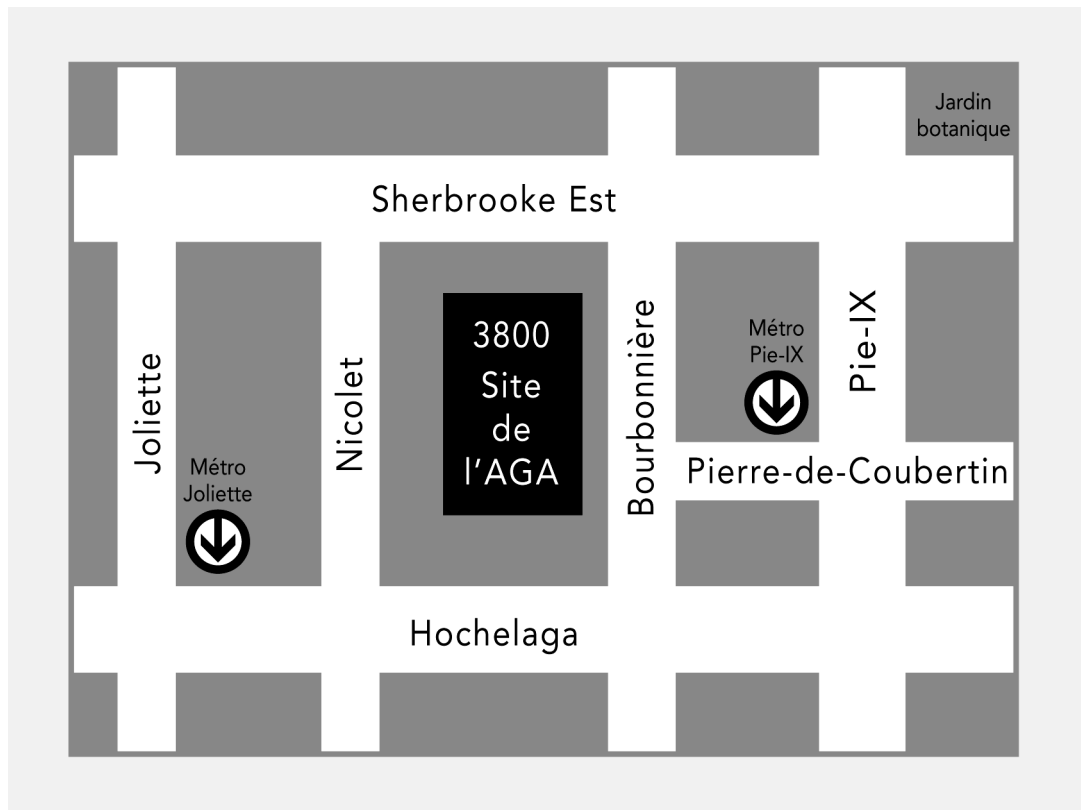 Jardin
botanique
Sherbrooke Est
Joliette
Métro
Joliette
Nicolet
3800
Site
de
l'AGA
Bourbonnière
Métro
Pie-IX
Pie-IX
Pierre-de-Coubertin
Hochelaga